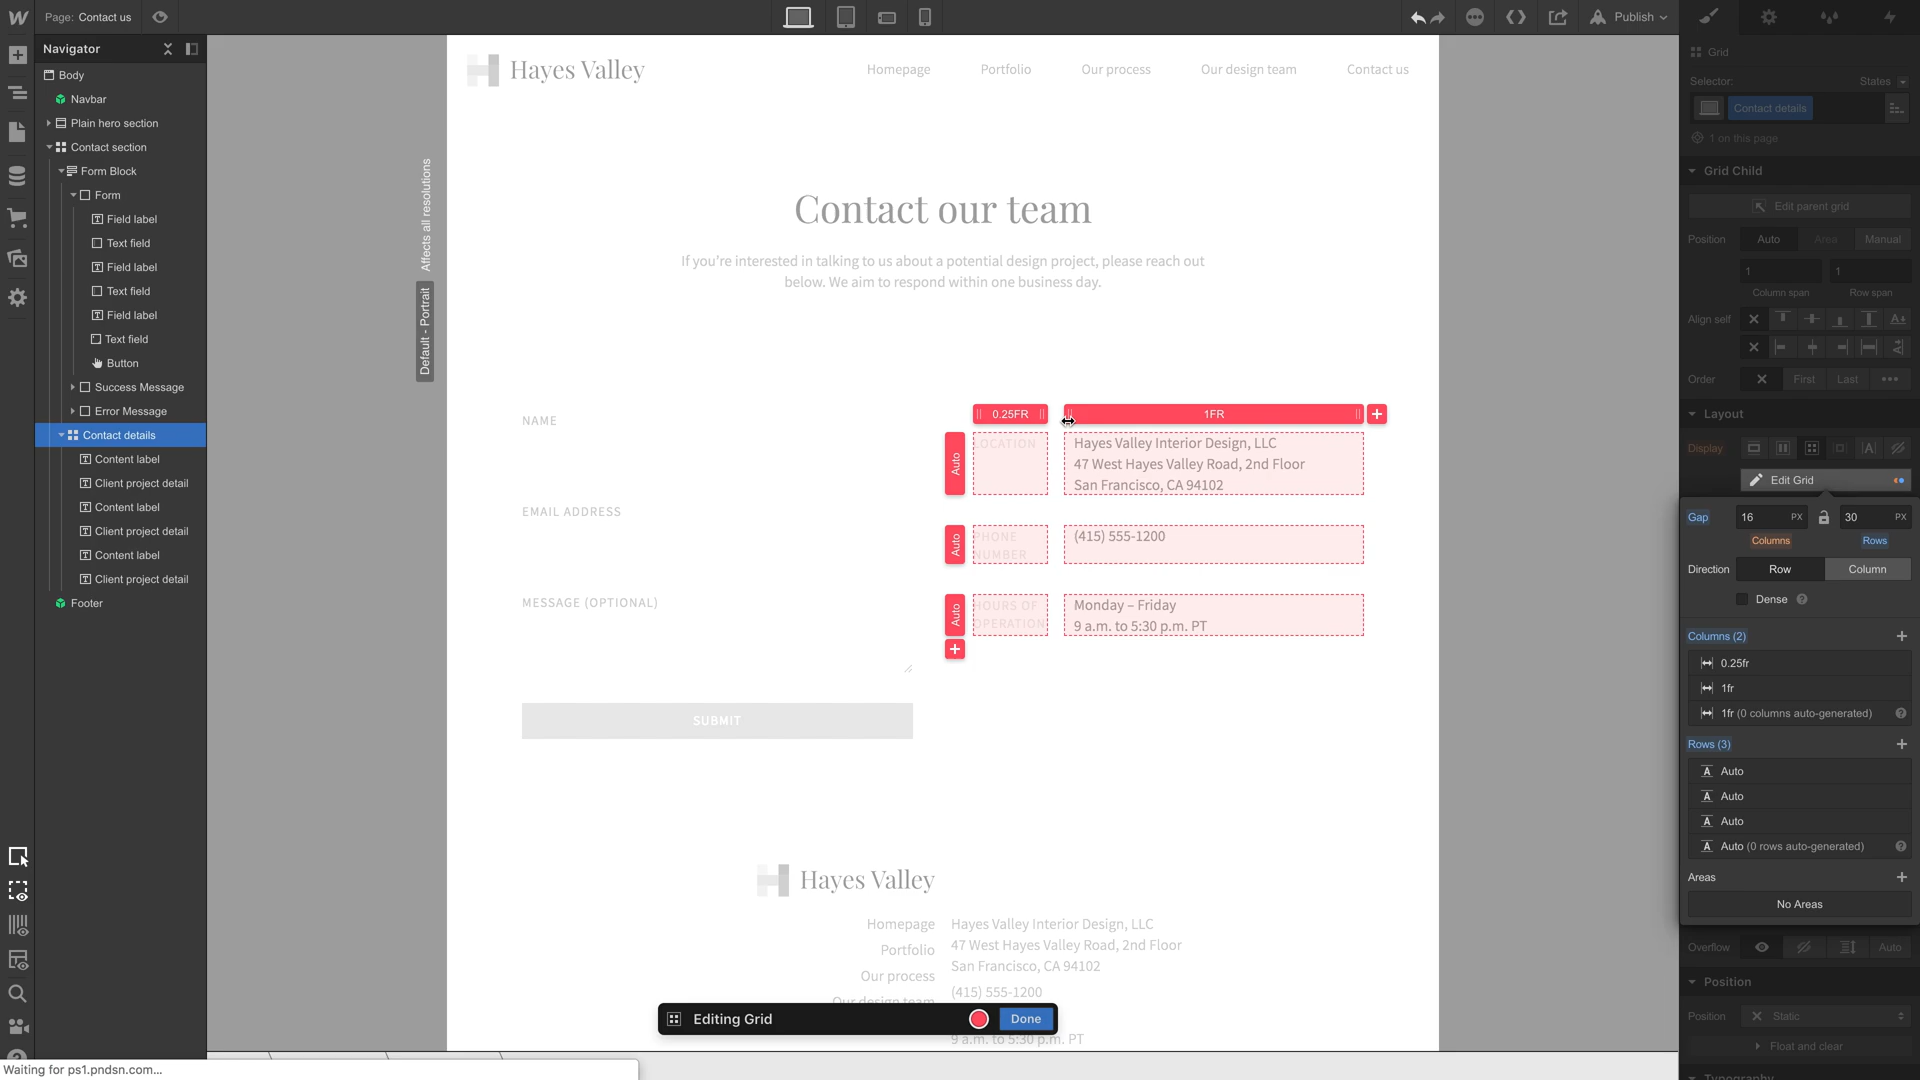 Page: Contact us
Publish
Navigator
Body
Navbar
Plain hero section
Contact section
Form Block
Form
Field label
Text field
Field label
Text field
Field label
Text field
Button
Success Message
Error Message
Contact details
Content label
Client project detail
Content label
Client project detail
Content label
Client project detail
Footer
Affects all resolutions
Default - Portrait
Hayes Valley
Homepage
Portfolio
Our process
Our design team
Contact us
Contact our team
If you're interested in talking to us about a potential design project, please reach out
below. We aim to respond within one business day.
NAME
EMAIL ADDRESS
MESSAGE (OPTIONAL)
SUBMIT
0.25FR
1FR
Auto
LOCATION
Hayes Valley Interior Design, LLC
47 West Hayes Valley Road, 2nd Floor
San Francisco, CA 94102
Auto
PHONE
NUMBER
(415) 555-1200
Auto
HOURS OF
OPERATION
Monday – Friday
9 a.m. to 5:30 p.m. PT
Hayes Valley
Homepage
Portfolio
Our process
Our design team
Hayes Valley Interior Design, LLC
47 West Hayes Valley Road, 2nd Floor
San Francisco, CA 94102
(415) 555-1200
9 a.m. to 5:30 p.m. PT
Editing Grid
Done
Waiting for ps1.pndsn.com...
Grid
Selector:
States
Contact details
1 on this page
Grid Child
Edit parent grid
Position
Auto
Area
Manual
1
1
Column span
Row span
Align self
Order
First
Last
Layout
Display
Edit Grid
Gap
16 PX
30 PX
Columns
Rows
Direction
Row
Column
Dense
Columns (2)
0.25fr
1fr
1fr (0 columns auto-generated)
Rows (3)
Auto
Auto
Auto
Auto (0 rows auto-generated)
Areas
No Areas
Overflow
Auto
Position
Position
Static
Float and clear
Typography